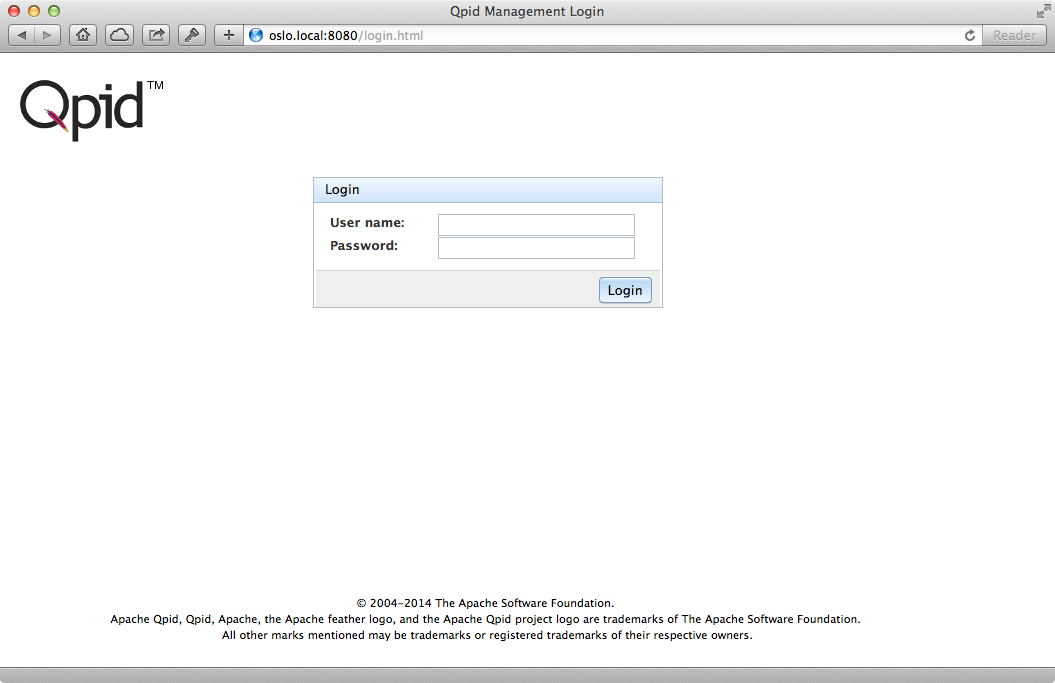 Qpid Management Login
oslo.local:8080/login.html
Reader
Qpid™
Login
User name:
Password:
Login
© 2004-2014 The Apache Software Foundation.
Apache Qpid, Qpid, Apache, the Apache feather logo, and the Apache Qpid project logo are trademarks of The Apache Software Foundation.
All other marks mentioned may be trademarks or registered trademarks of their respective owners.